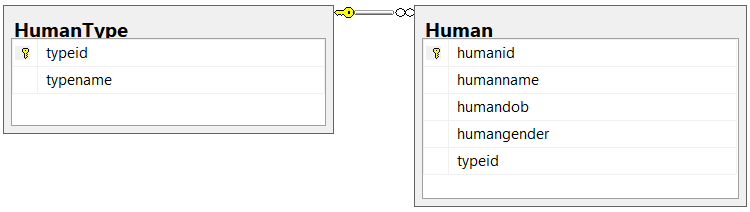 HumanType
typeid
typename
Human
humanid
humanname
humandob
humangender
typeid